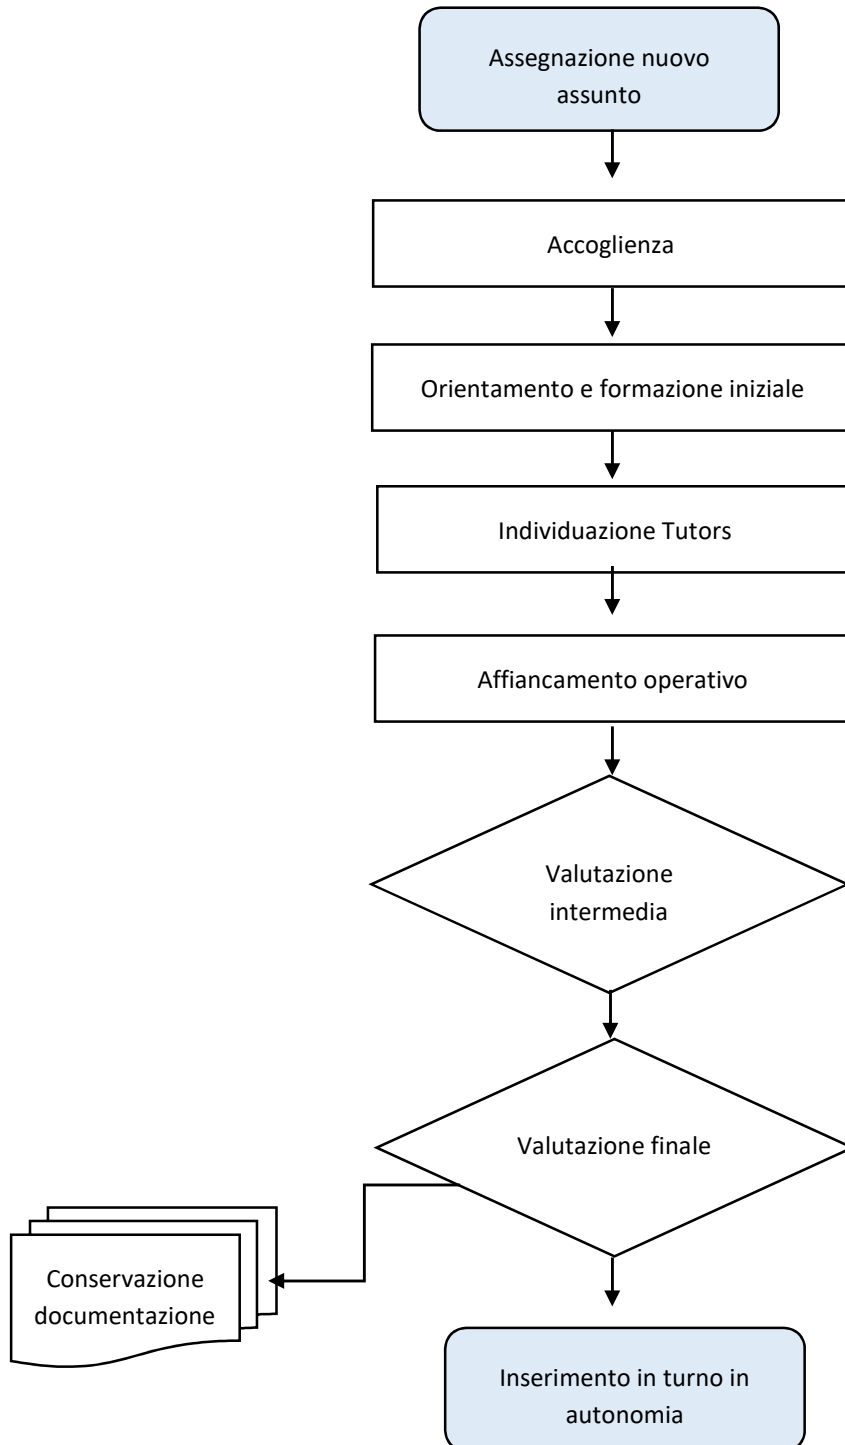 Assegnazione nuovo
assunto
Accoglienza
Orientamento e formazione iniziale
Individuazione Tutors
Affiancamento operativo
Valutazione
intermedia
Valutazione finale
Conservazione
documentazione
Inserimento in turno in
autonomia